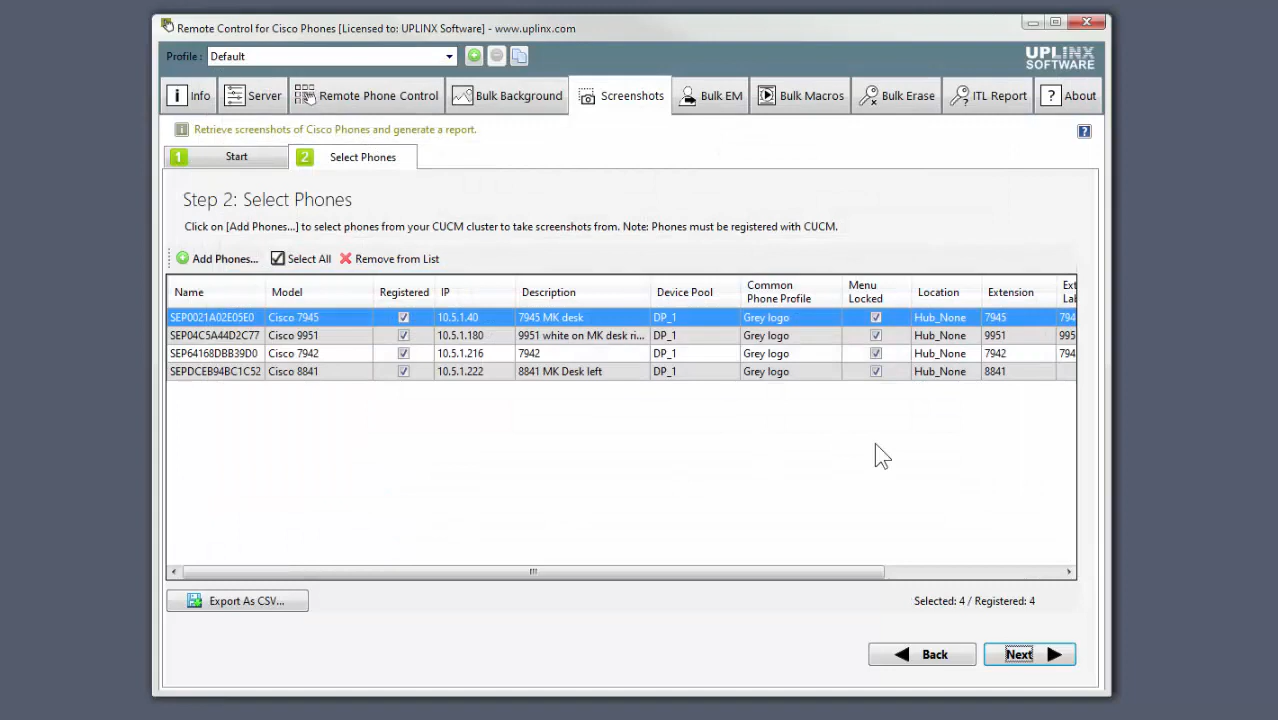 Remote Control for Cisco Phones [Licensed to: UPLINX Software] - www.uplinx.com
Profile: Default
UPLINX
SOFTWARE
i Info Server Remote Phone Control Bulk Background Screenshots Bulk EM Bulk Macros Bulk Erase ITL Report ? About
i Retrieve screenshots of Cisco Phones and generate a report. ?
1 Start 2 Select Phones
Step 2: Select Phones
Click on [Add Phones...] to select phones from your CUCM cluster to take screenshots from. Note: Phones must be registered with CUCM.
Add Phones... Select All Remove from List
Name Model Registered IP Description Device Pool Common Phone Profile Menu Locked Location Extension Ext Lal
SEP0021A02E05E0 Cisco 7945 10.5.1.40 7945 MK desk DP_1 Grey logo Hub_None 7945 794
SEP04C5A44D2C77 Cisco 9951 10.5.1.180 9951 white on MK desk ri... DP_1 Grey logo Hub_None 9951 995
SEP64168DBB39D0 Cisco 7942 10.5.1.216 7942 DP_1 Grey logo Hub_None 7942 794
SEPDCEB94BC1C52 Cisco 8841 10.5.1.222 8841 MK Desk left DP_1 Grey logo Hub_None 8841
Export As CSV... Selected: 4 / Registered: 4
Back Next